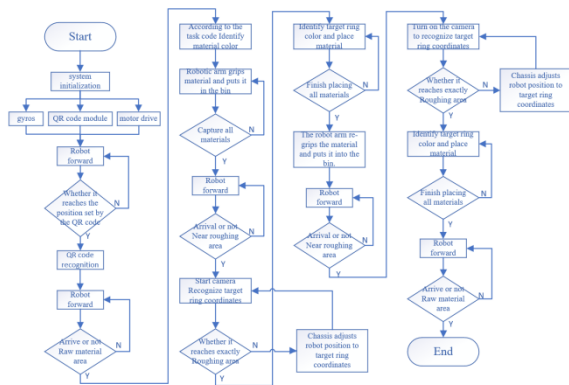 Start
system
initialization
gyros
QR code module
motor drive
Robot
forward
Whether it
reaches the
position set by
the QR code
N
Y
QR code
recognition
Robot
forward
Arrive or not
Raw material
area
N
Y
According to the
task code Identify
material color
Robotic arm grips
material and puts it
in the bin
Capture all
materials
N
Y
Robot
forward
Arrival or not
Near roughing
area
N
Y
Start camera
Recognize target
ring coordinates
Whether it
reaches exactly
Roughing area
N
Y
Chassis adjusts
robot position to
target ring
coordinates
Identify target ring
color and place
material
Finish placing
all materials
N
Y
The robot arm re-
grips the material
and puts it into the
bin.
Robot
forward
Arrival or not
Near roughing
area
N
Y
Turn on the camera
to recognize target
ring coordinates
Whether it
reaches exactly
Roughing area
N
Y
Chassis adjusts
robot position to
target ring
coordinates
Identify target ring
color and place
material
Finish placing
all materials
N
Y
Robot
forward
Arrive or not
Raw material
area
N
Y
End